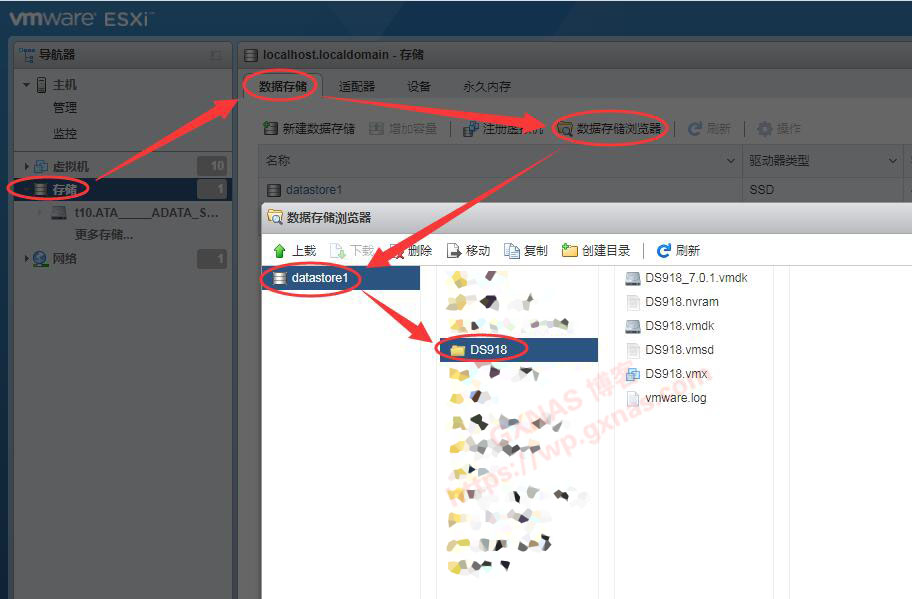 vmware ESXi
导航器
localhost.localdomain - 存储
主机
管理
监控
虚拟机 10
存储 1
t10.ATA_____ADATA_S...
更多存储...
网络 1
数据存储 适配器 设备 永久内存
新建数据存储 增加容量 注册虚拟机 数据存储浏览器 刷新 操作
名称 驱动器类型
datastore1 SSD
数据存储浏览器
上载 下载 删除 移动 复制 创建目录 刷新
datastore1
DS918
DS918_7.0.1.vmdk
DS918.nvram
DS918.vmdk
DS918.vmsd
DS918.vmx
vmware.log
GXNAS 博客
https://wp.gxnas.com